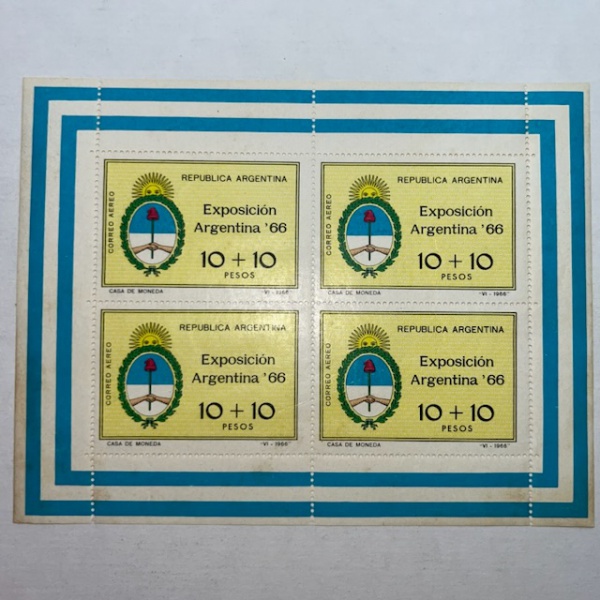 REPUBLICA ARGENTINA
CORREO AEREO
Exposición
Argentina '66
10 + 10
PESOS
CASA DE MONEDA "VI - 1966"
REPUBLICA ARGENTINA
CORREO AEREO
Exposición
Argentina '66
10 + 10
PESOS
CASA DE MONEDA "VI - 1966"
REPUBLICA ARGENTINA
CORREO AEREO
Exposición
Argentina '66
10 + 10
PESOS
CASA DE MONEDA "VI - 1966"
REPUBLICA ARGENTINA
CORREO AEREO
Exposición
Argentina '66
10 + 10
PESOS
CASA DE MONEDA "VI - 1966"